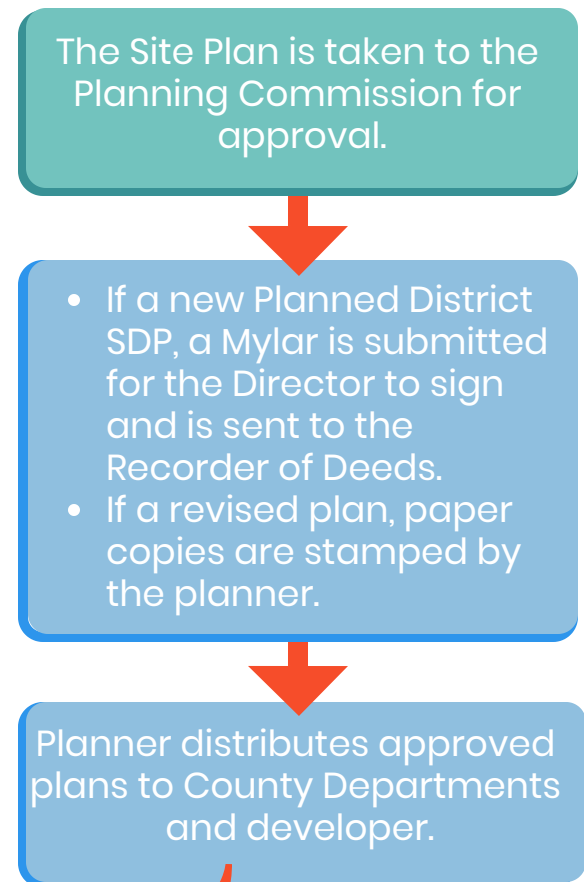 The Site Plan is taken to the
Planning Commission for
approval.
• If a new Planned District
SDP, a Mylar is submitted
for the Director to sign
and is sent to the
Recorder of Deeds.
• If a revised plan, paper
copies are stamped by
the planner.
Planner distributes approved
plans to County Departments
and developer.